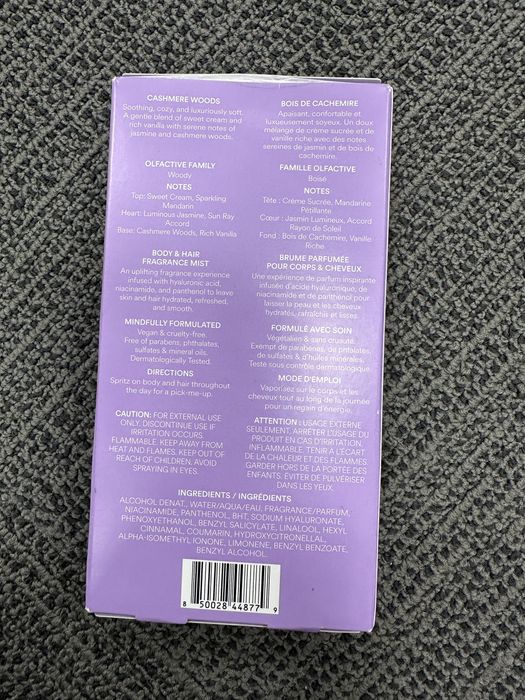 CASHMERE WOODS
Soothing, cozy, and luxuriously soft.
A gentle blend of sweet cream and
rich vanilla with serene notes of
jasmine and cashmere woods.
OLFACTIVE FAMILY
Woody
NOTES
Top: Sweet Cream, Sparkling
Mandarin
Heart: Luminous Jasmine, Sun Ray
Accord
Base: Cashmere Woods, Rich Vanilla
BODY & HAIR
FRAGRANCE MIST
An uplifting fragrance experience
infused with hyaluronic acid,
niacinamide, and panthenol to leave
skin and hair hydrated, refreshed,
and smooth.
MINDFULLY FORMULATED
Vegan & cruelty-free.
Free of parabens, phthalates,
sulfates & mineral oils.
Dermatologically Tested.
DIRECTIONS
Spritz on body and hair throughout
the day for a pick-me-up.
CAUTION: FOR EXTERNAL USE
ONLY. DISCONTINUE USE IF
IRRITATION OCCURS.
FLAMMABLE. KEEP AWAY FROM
HEAT AND FLAMES. KEEP OUT OF
REACH OF CHILDREN. AVOID
SPRAYING IN EYES.
BOIS DE CACHEMIRE
Apaisant, confortable et
luxueusement soyeux. Un doux
mélange de crème sucrée et de
vanille riche avec des notes
sereines de jasmin et de bois de
cachemire.
FAMILLE OLFACTIVE
Boisé
NOTES
Tête : Crème Sucrée, Mandarine
Pétillante
Cœur : Jasmin Lumineux, Accord
Rayon de Soleil
Fond : Bois de Cachemire, Vanille
Riche
BRUME PARFUMÉE
POUR CORPS & CHEVEUX
Une expérience de parfum inspirante
infusée d'acide hyaluronique, de
niacinamide et de panthénol pour
laisser la peau et les cheveux
hydratés, rafraîchis et lisses.
FORMULÉ AVEC SOIN
Végétalien & sans cruauté.
Exempt de parabènes, de phtalates,
de sulfates & d'huiles minérales.
Testé sous contrôle dermatologique.
MODE D'EMPLOI
Vaporisez sur le corps et les
cheveux tout au long de la journée
pour un regain d'énergie.
ATTENTION : USAGE EXTERNE
SEULEMENT. ARRÊTER L'USAGE DU
PRODUIT EN CAS D'IRRITATION.
INFLAMMABLE. TENIR À L'ÉCART
DE LA CHALEUR ET DES FLAMMES.
GARDER HORS DE LA PORTÉE DES
ENFANTS. ÉVITER DE PULVÉRISER
DANS LES YEUX.
INGREDIENTS / INGRÉDIENTS
ALCOHOL DENAT., WATER/AQUA/EAU, FRAGRANCE/PARFUM,
NIACINAMIDE, PANTHENOL, BHT, SODIUM HYALURONATE,
PHENOXYETHANOL, BENZYL SALICYLATE, LINALOOL, HEXYL
CINNAMAL, COUMARIN, HYDROXYCITRONELLAL,
ALPHA-ISOMETHYL IONONE, LIMONENE, BENZYL BENZOATE,
BENZYL ALCOHOL.
8 50028 44877 9